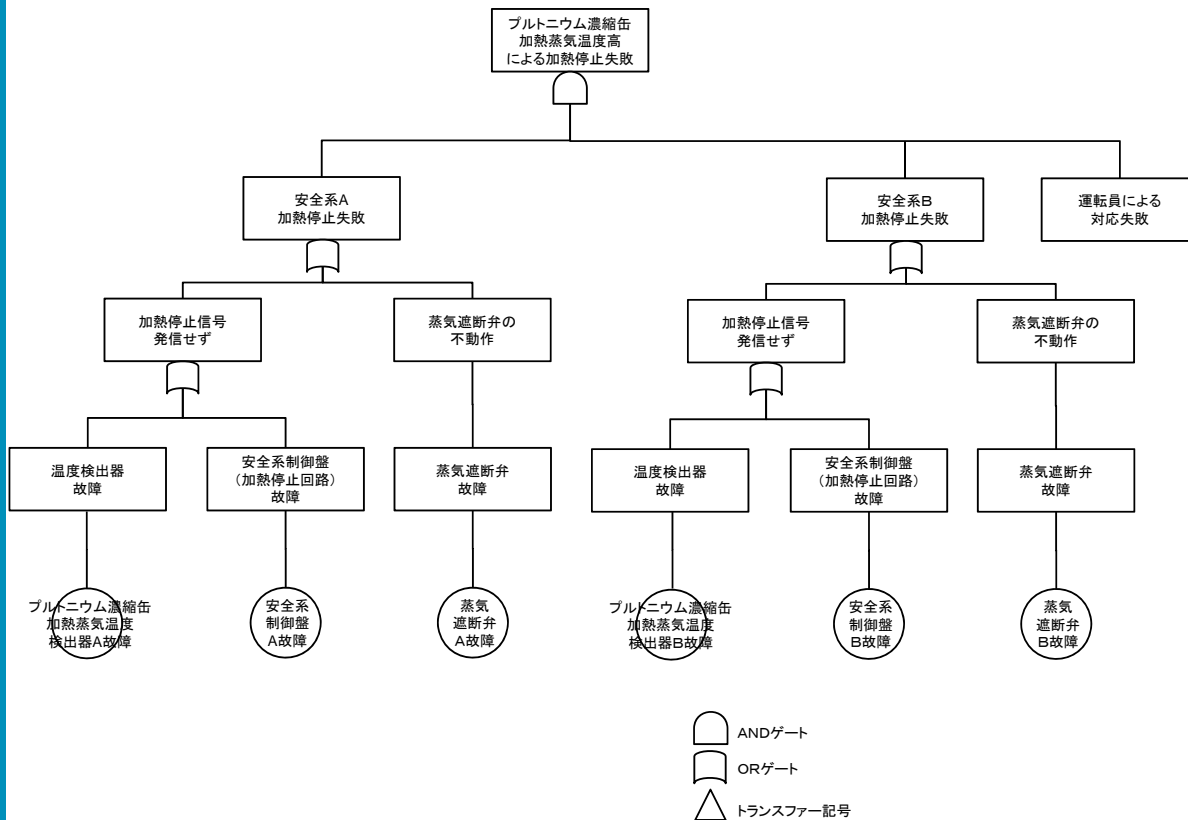 プルトニウム濃縮缶
加熱蒸気温度高
による加熱停止失敗
安全系A
加熱停止失敗
安全系B
加熱停止失敗
運転員による
対応失敗
加熱停止信号
発信せず
蒸気遮断弁の
不動作
加熱停止信号
発信せず
蒸気遮断弁の
不動作
温度検出器
故障
安全系制御盤
(加熱停止回路)
故障
蒸気遮断弁
故障
温度検出器
故障
安全系制御盤
(加熱停止回路)
故障
蒸気遮断弁
故障
プルトニウム濃縮缶
加熱蒸気温度
検出器A故障
安全系
制御盤
A故障
蒸気
遮断弁
A故障
プルトニウム濃縮缶
加熱蒸気温度
検出器B故障
安全系
制御盤
B故障
蒸気
遮断弁
B故障
ANDゲート
ORゲート
トランスファー記号